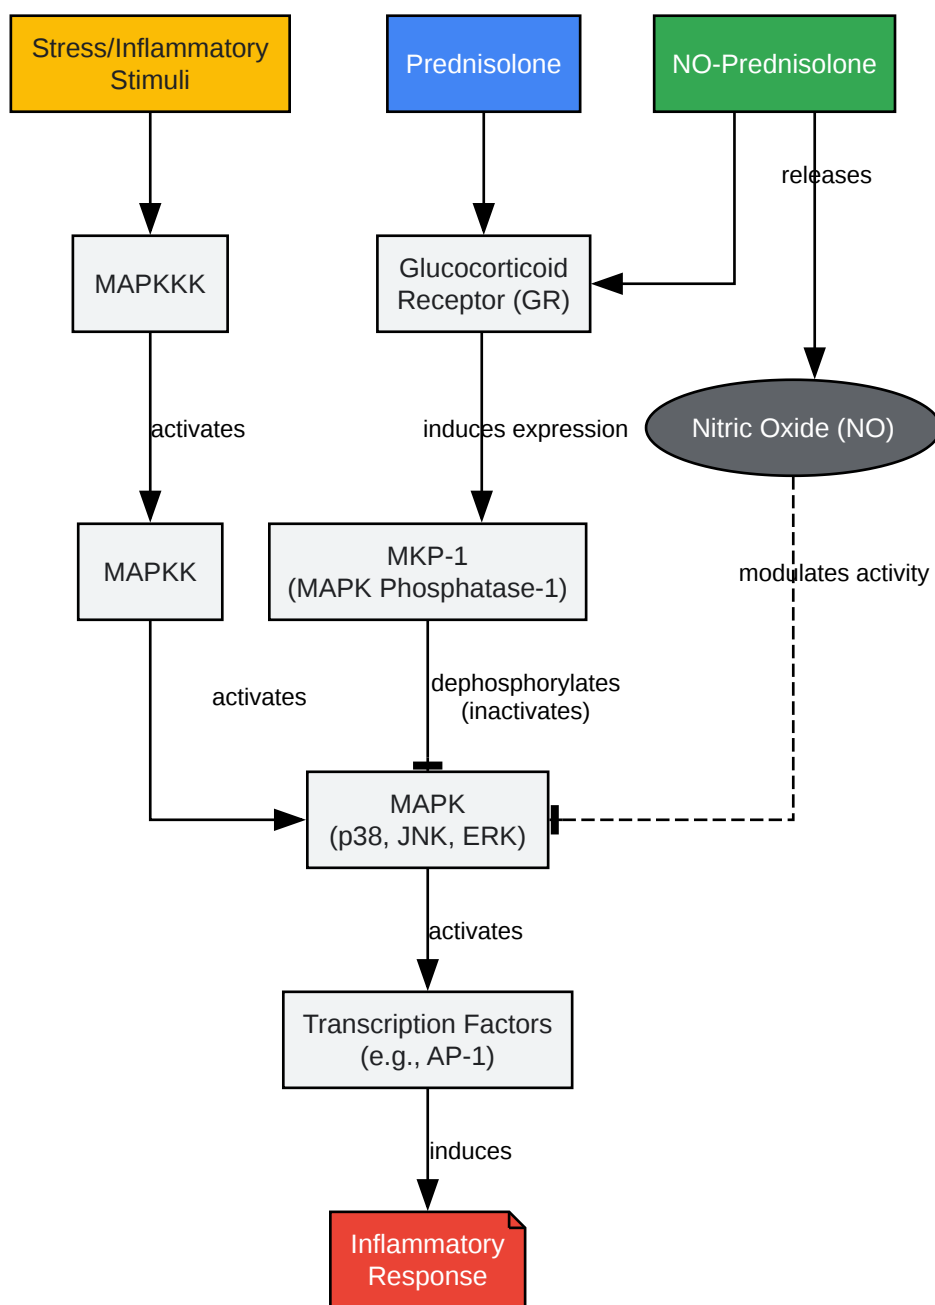 Stress/Inflammatory
Stimuli
Prednisolone
NO-Prednisolone
releases
MAPKKK
Glucocorticoid
Receptor (GR)
activates
induces expression
Nitric Oxide (NO)
MAPKK
MKP-1
(MAPK Phosphatase-1)
modulates activity
activates
dephosphorylates
(inactivates)
MAPK
(p38, JNK, ERK)
activates
Transcription Factors
(e.g., AP-1)
induces
Inflammatory
Response